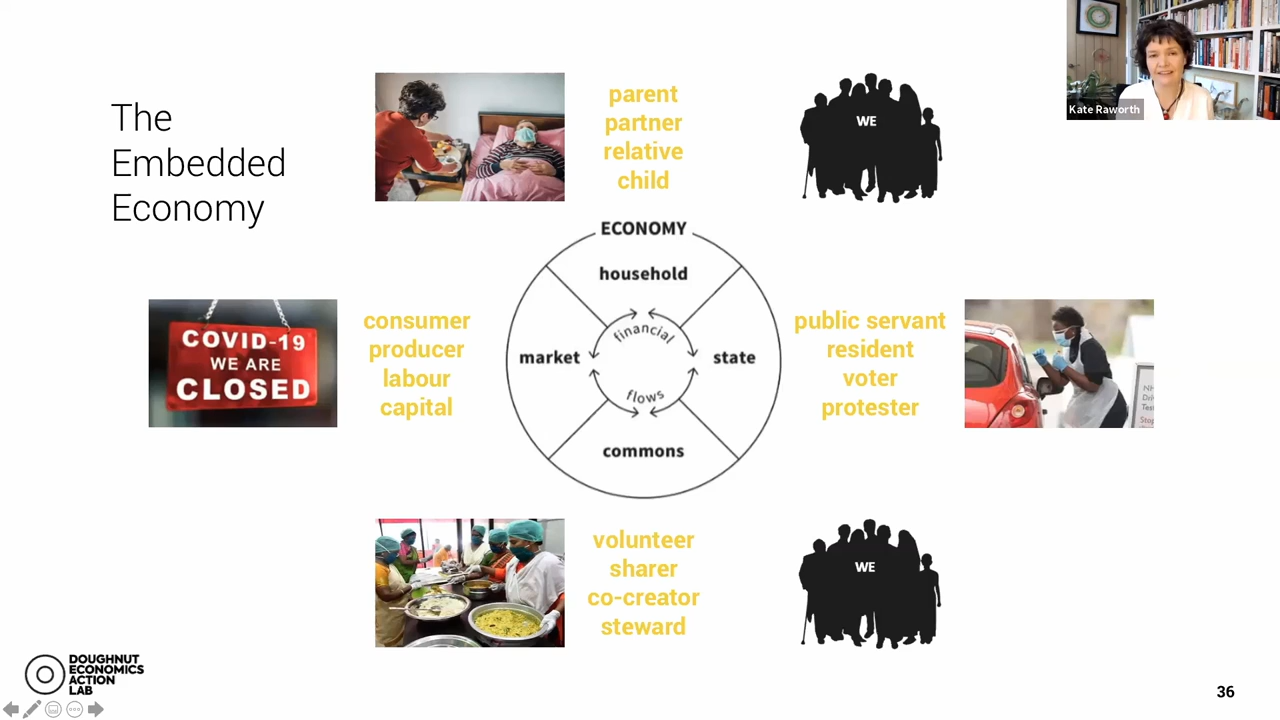 The
Embedded
Economy
parent
partner
relative
child
WE
Kate Raworth
ECONOMY
household
financial
market
state
flows
commons
COVID-19
WE ARE
CLOSED
consumer
producer
labour
capital
public servant
resident
voter
protester
volunteer
sharer
co-creator
steward
WE
DOUGHNUT
ECONOMICS
ACTION
LAB
36